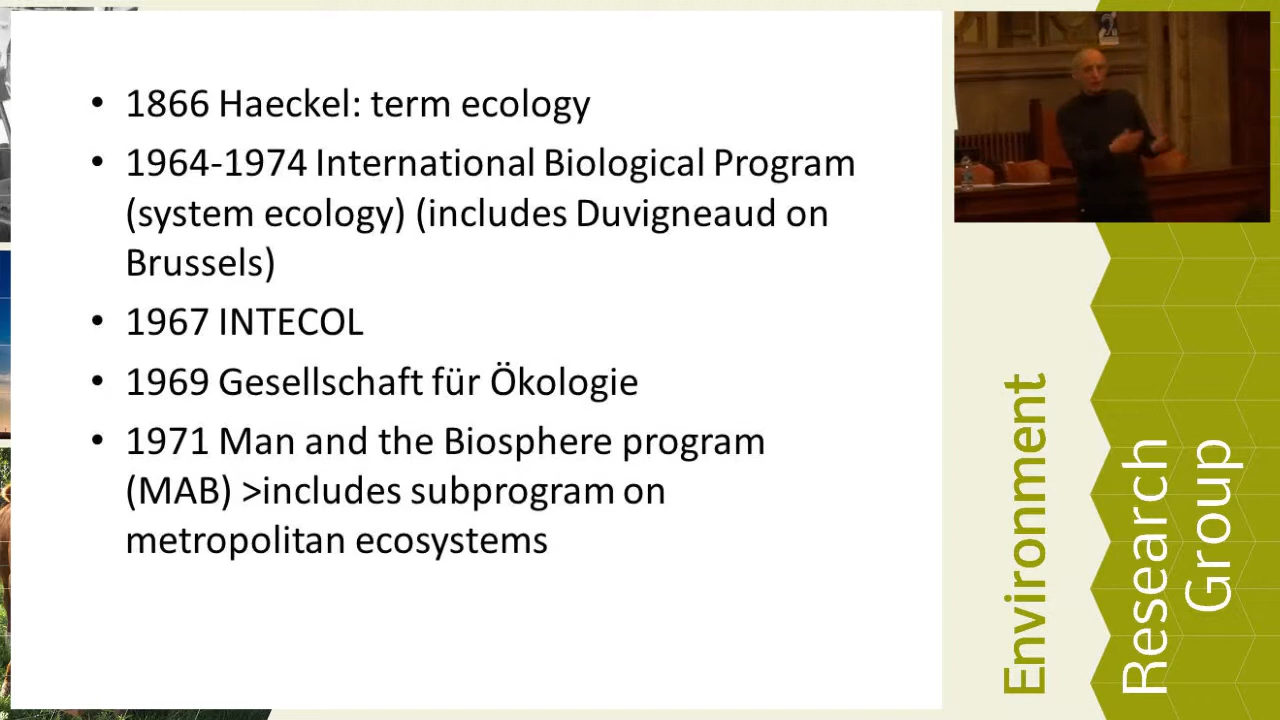 • 1866 Haeckel: term ecology
• 1964-1974 International Biological Program
(system ecology) (includes Duvigneaud on
Brussels)
• 1967 INTECOL
• 1969 Gesellschaft für Ökologie
• 1971 Man and the Biosphere program
(MAB) >includes subprogram on
metropolitan ecosystems
Environment
Research
Group